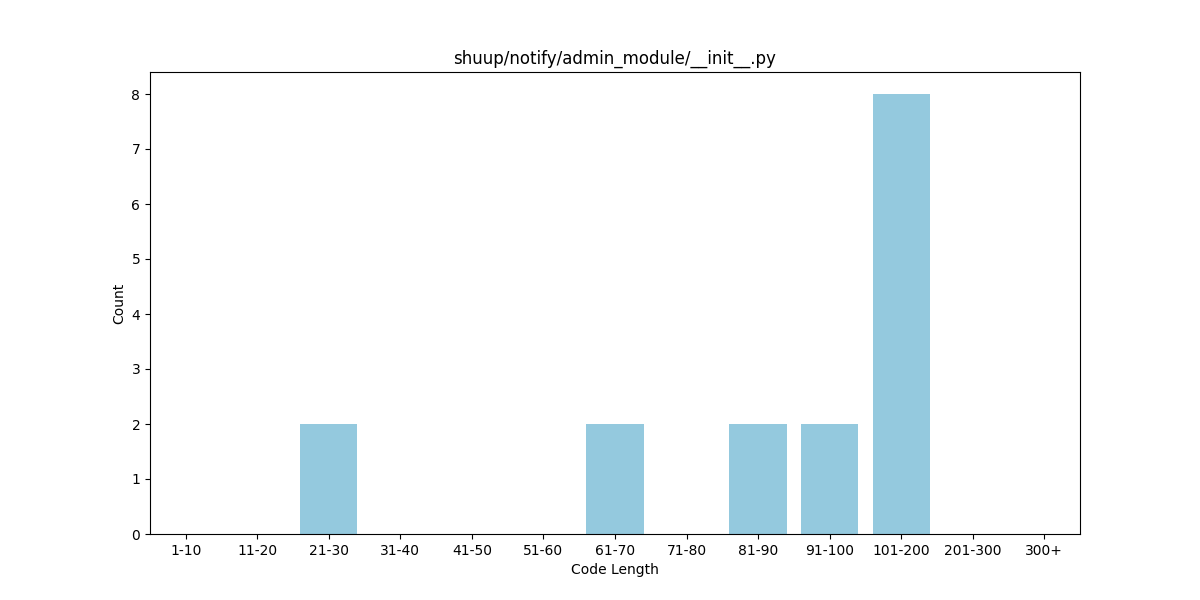 shuup/notify/admin_module/__init__.py
Count
8
7
6
5
4
3
2
1
0
1-10 11-20 21-30 31-40 41-50 51-60 61-70 71-80 81-90 91-100 101-200 201-300 300+
Code Length